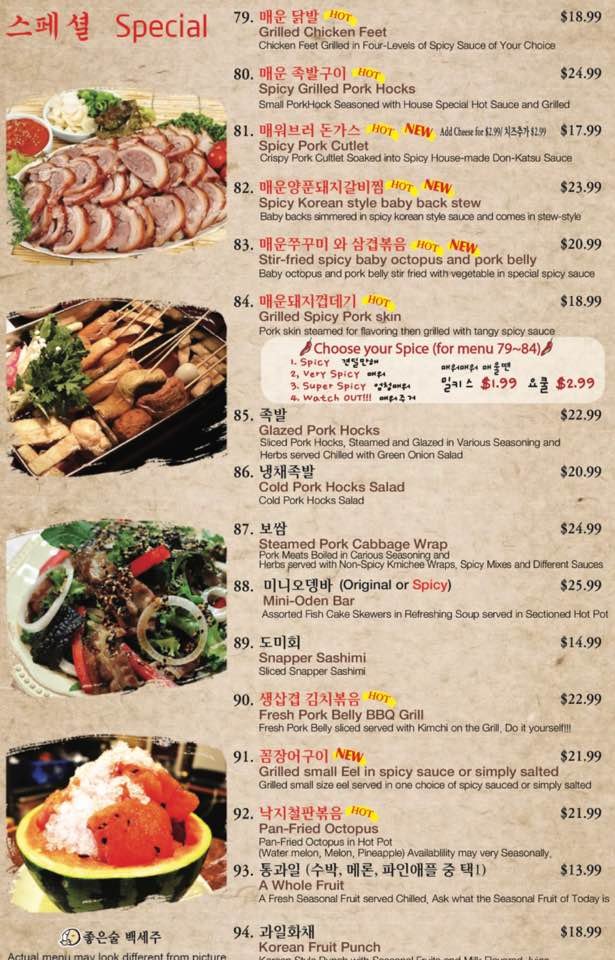 스페셜 Special
79. 매운 닭발 HOT $18.99
Grilled Chicken Feet
Chicken Feet Grilled in Four-Levels of Spicy Sauce of Your Choice
80. 매운 족발구이 HOT $24.99
Spicy Grilled Pork Hocks
Small PorkHock Seasoned with House Special Hot Sauce and Grilled
81. 매워브러 돈가스 HOT NEW Add Cheese for $2.99/ 치즈추가 $2.99 $17.99
Spicy Pork Cutlet
Crispy Pork Cultlet Soaked into Spicy House-made Don-Katsu Sauce
82. 매운양푼돼지갈비찜 HOT NEW $23.99
Spicy Korean style baby back stew
Baby backs simmered in spicy korean style sauce and comes in stew-style
83. 매운쭈꾸미 와 삼겹볶음 HOT NEW $20.99
Stir-fried spicy baby octopus and pork belly
Baby octopus and pork belly stir fried with vegetable in special spicy sauce
84. 매운돼지껍데기 HOT $18.99
Grilled Spicy Pork skin
Pork skin steamed for flavoring then grilled with tangy spicy sauce
Choose your Spice (for menu 79~84)
1. Spicy 견딜만해
2, Very Spicy 매워
3. Super Spicy 엄청매워
4. Watch OUT!!! 매워주거
매워매워 매울땐
밀키스 $1.99 요쿨 $2.99
85. 족발 $22.99
Glazed Pork Hocks
Sliced Pork Hocks, Steamed and Glazed in Various Seasoning and
Herbs served Chilled with Green Onion Salad
86. 냉채족발 $20.99
Cold Pork Hocks Salad
Cold Pork Hocks Salad
87. 보쌈 $24.99
Steamed Pork Cabbage Wrap
Pork Meats Boiled in Carious Seasoning and
Herbs served with Non-Spicy Kmichee Wraps, Spicy Mixes and Different Sauces
88. 미니오뎅바 (Original or Spicy) $25.99
Mini-Oden Bar
Assorted Fish Cake Skewers in Refreshing Soup served in Sectioned Hot Pot
89. 도미회 $14.99
Snapper Sashimi
Sliced Snapper Sashimi
90. 생삼겹 김치볶음 HOT $22.99
Fresh Pork Belly BBQ Grill
Fresh Pork Belly sliced served with Kimchi on the Grill, Do it yourself!!!
91. 꼼장어구이 NEW $21.99
Grilled small Eel in spicy sauce or simply salted
Grilled small size eel served in one choice of spicy sauced or simply salted
92. 낙지철판볶음 HOT $21.99
Pan-Fried Octopus
Pan-Fried Octopus in Hot Pot
(Water melon, Melon, Pineapple) Availablility may very Seasonally,
93. 통과일 (수박, 메론, 파인애플 중 택1) $13.99
A Whole Fruit
A Fresh Seasonal Fruit served Chilled, Ask what the Seasonal Fruit of Today is
94. 과일화채 $18.99
Korean Fruit Punch
Korean Style Punch with Seasonal Fruits and Milk Flavored Juice
좋은술 백세주
Actual menu may look different from picture